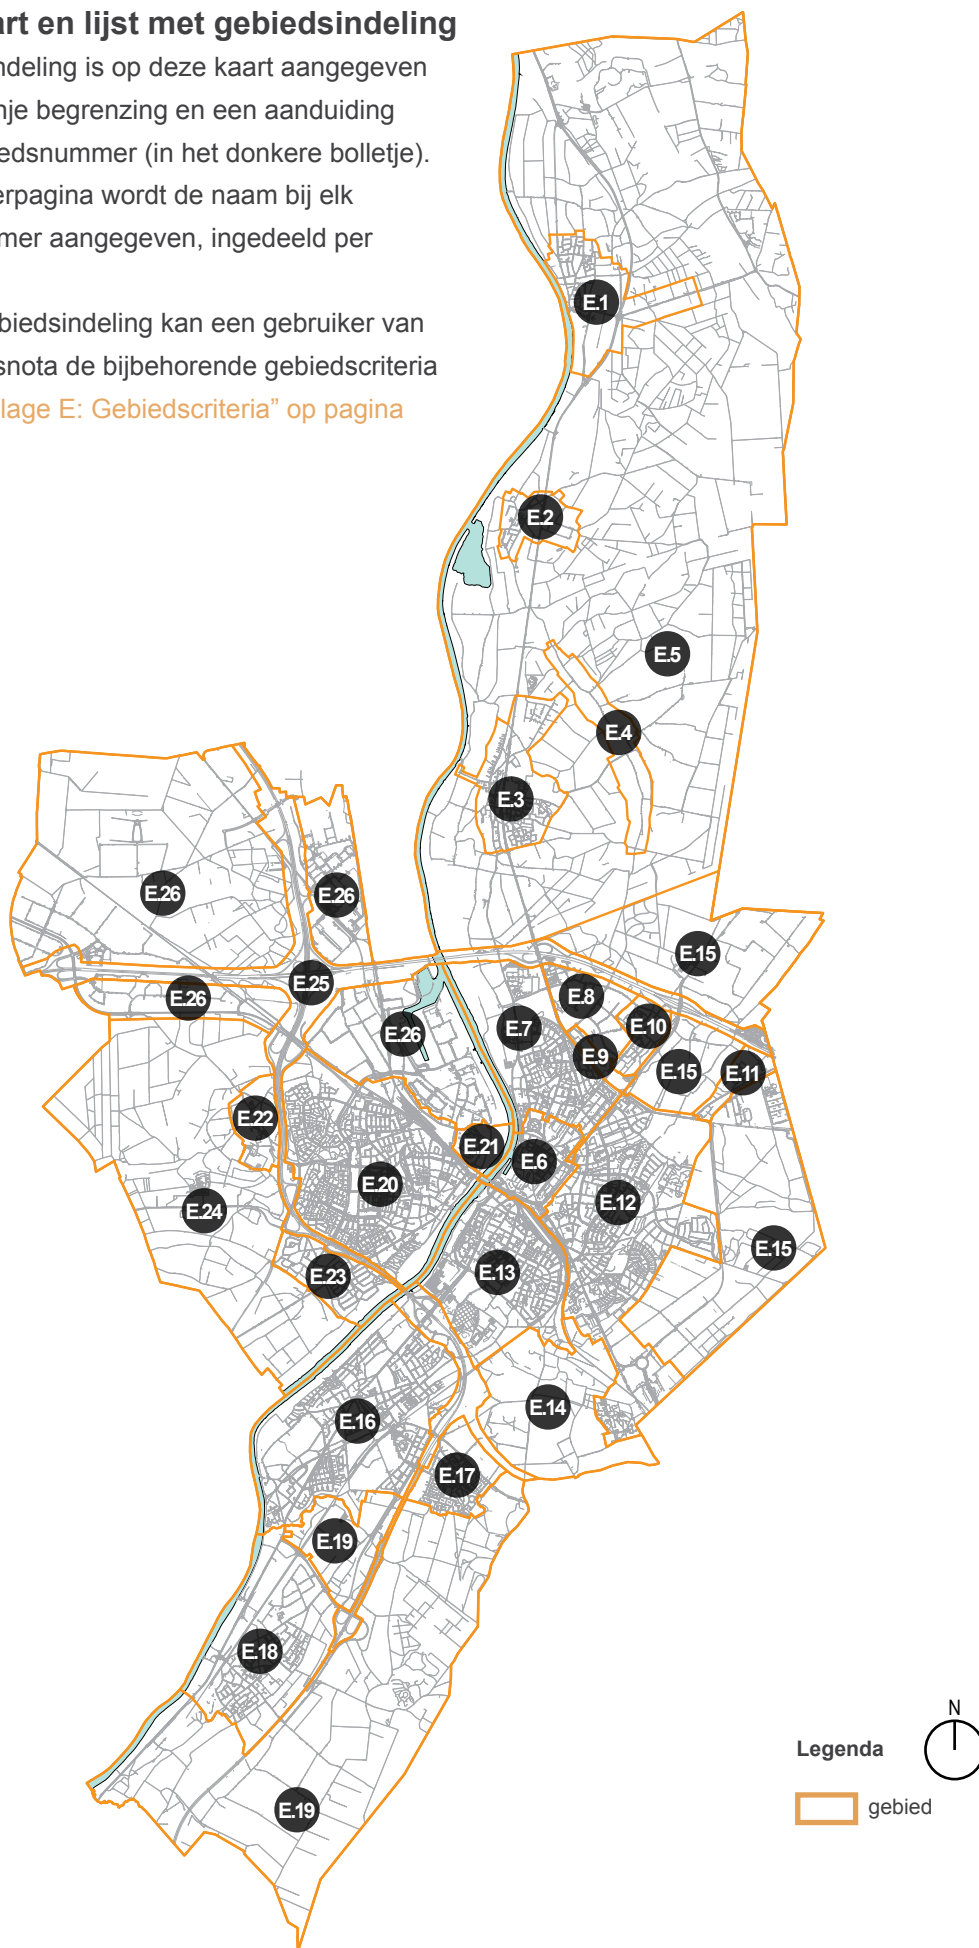 art en lijst met gebiedsindeling
ndeling is op deze kaart aangegeven
nje begrenzing en een aanduiding
edsnummer (in het donkere bolletje).
erpagina wordt de naam bij elk
mer aangegeven, ingedeeld per
biedsindeling kan een gebruiker van
snota de bijbehorende gebiedscriteria
lage E: Gebiedscriteria” op pagina
E.1
E.2
E.5
E.4
E.3
E.26
E.26
E.15
E.25
E.26
E.8
E.7
E.10
E.26
E.9
E.15
E.11
E.22
E.21
E.6
E.20
E.12
E.24
E.15
E.13
E.23
E.14
E.16
E.17
E.19
E.18
E.19
N
Legenda
gebied